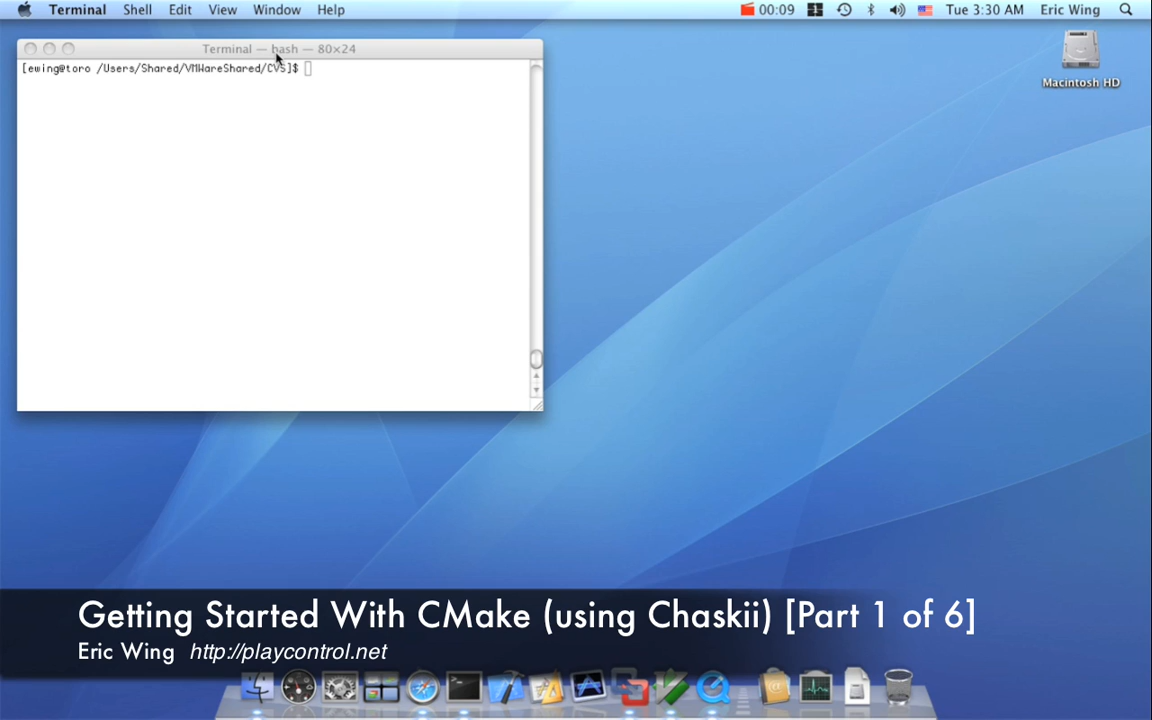 Terminal Shell Edit View Window Help 00:09 Tue 3:30 AM Eric Wing
Terminal — bash — 80×24
[ewing@toro /Users/Shared/VMWareShared/CVS]$
Macintosh HD
Getting Started With CMake (using Chaskii) [Part 1 of 6]
Eric Wing http://playcontrol.net